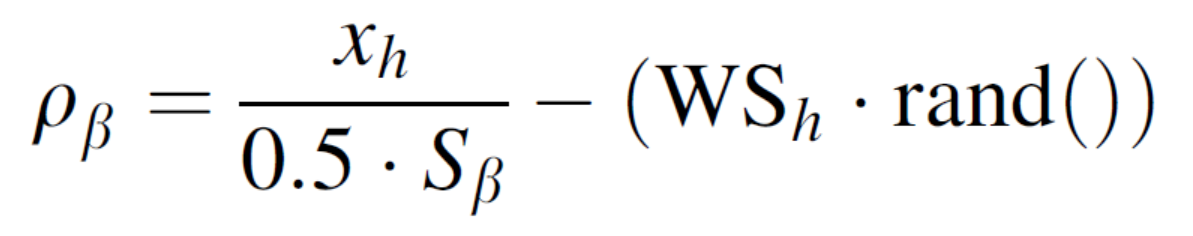 ρ_β = x_h / (0.5 · S_β) − (WS_h · rand())